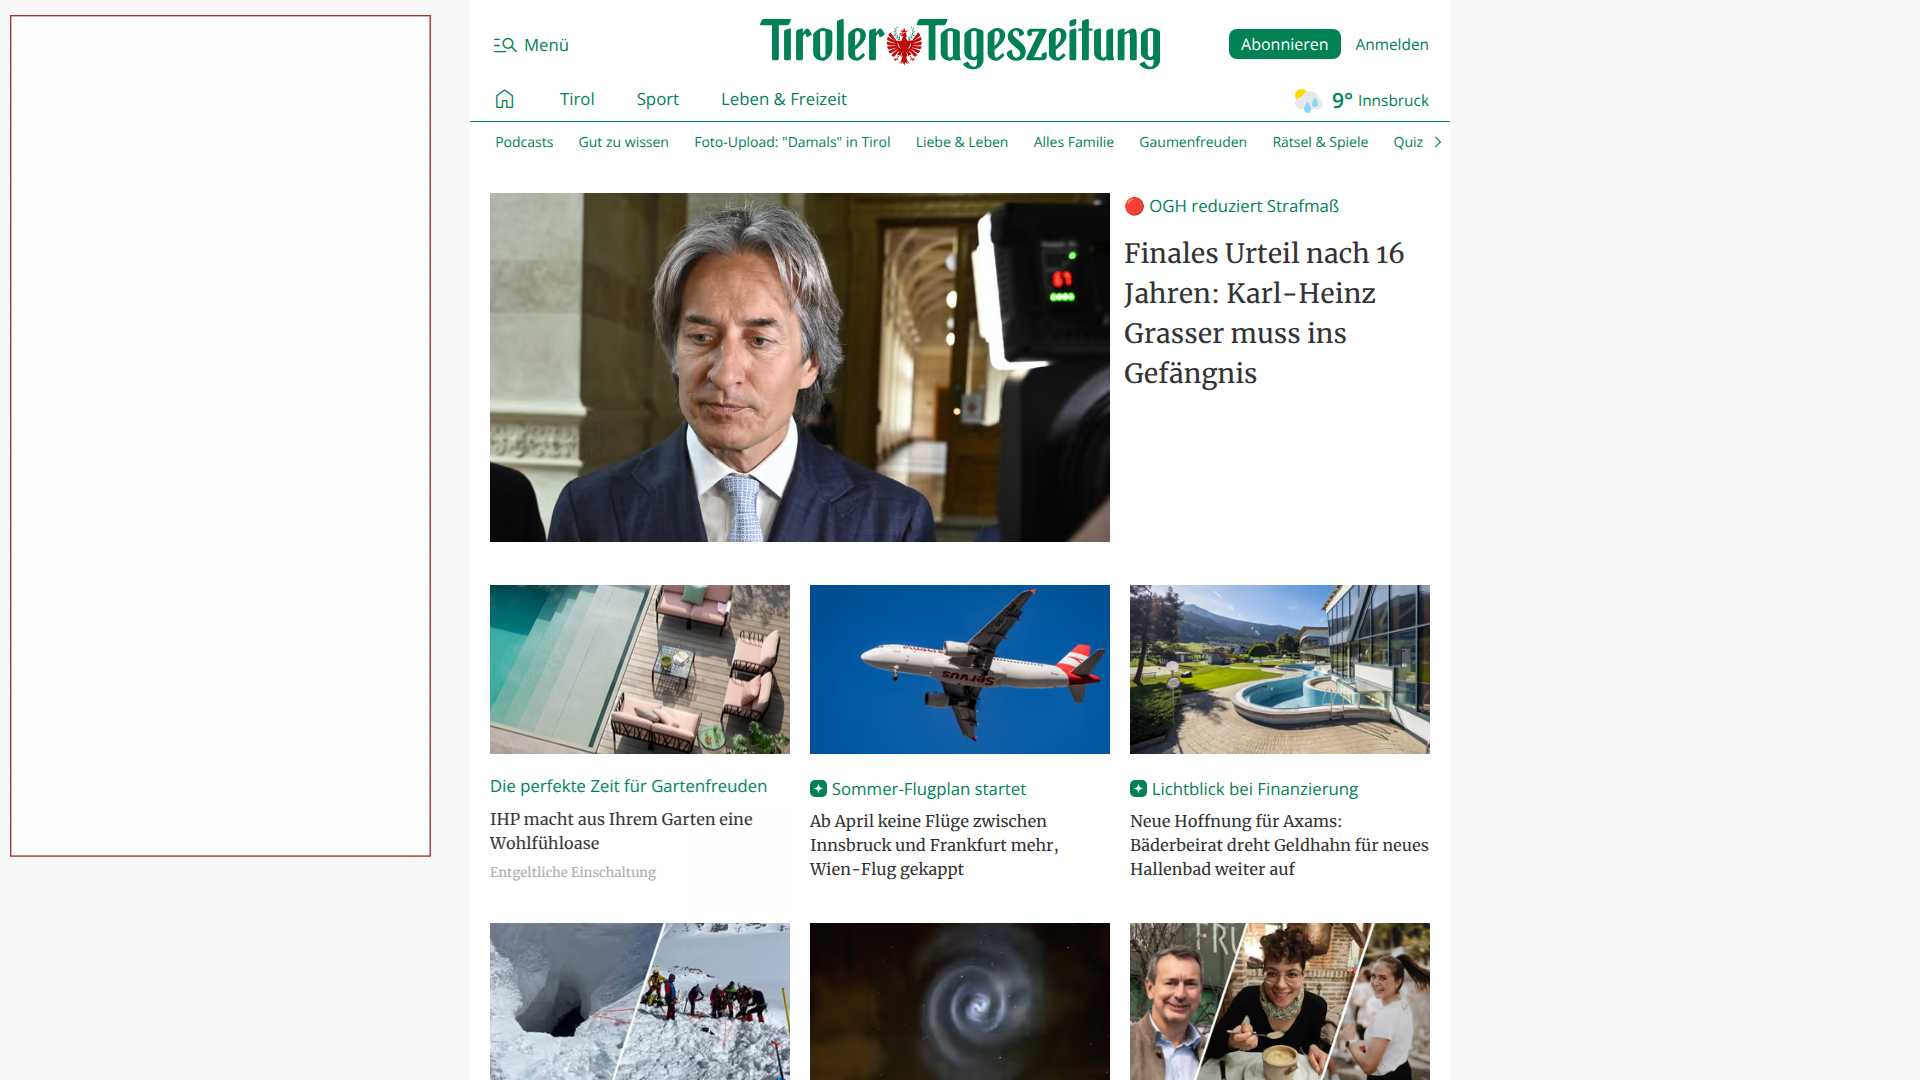 Menü
Tiroler Tageszeitung
Abonnieren
Anmelden
Tirol
Sport
Leben & Freizeit
9° Innsbruck
Podcasts
Gut zu wissen
Foto-Upload: "Damals" in Tirol
Liebe & Leben
Alles Familie
Gaumenfreuden
Rätsel & Spiele
Quiz
OGH reduziert Strafmaß
Finales Urteil nach 16
Jahren: Karl-Heinz
Grasser muss ins
Gefängnis
Servus
Die perfekte Zeit für Gartenfreuden
IHP macht aus Ihrem Garten eine
Wohlfühloase
Entgeltliche Einschaltung
Sommer-Flugplan startet
Ab April keine Flüge zwischen
Innsbruck und Frankfurt mehr,
Wien-Flug gekappt
Lichtblick bei Finanzierung
Neue Hoffnung für Axams:
Bäderbeirat dreht Geldhahn für neues
Hallenbad weiter auf
FRU